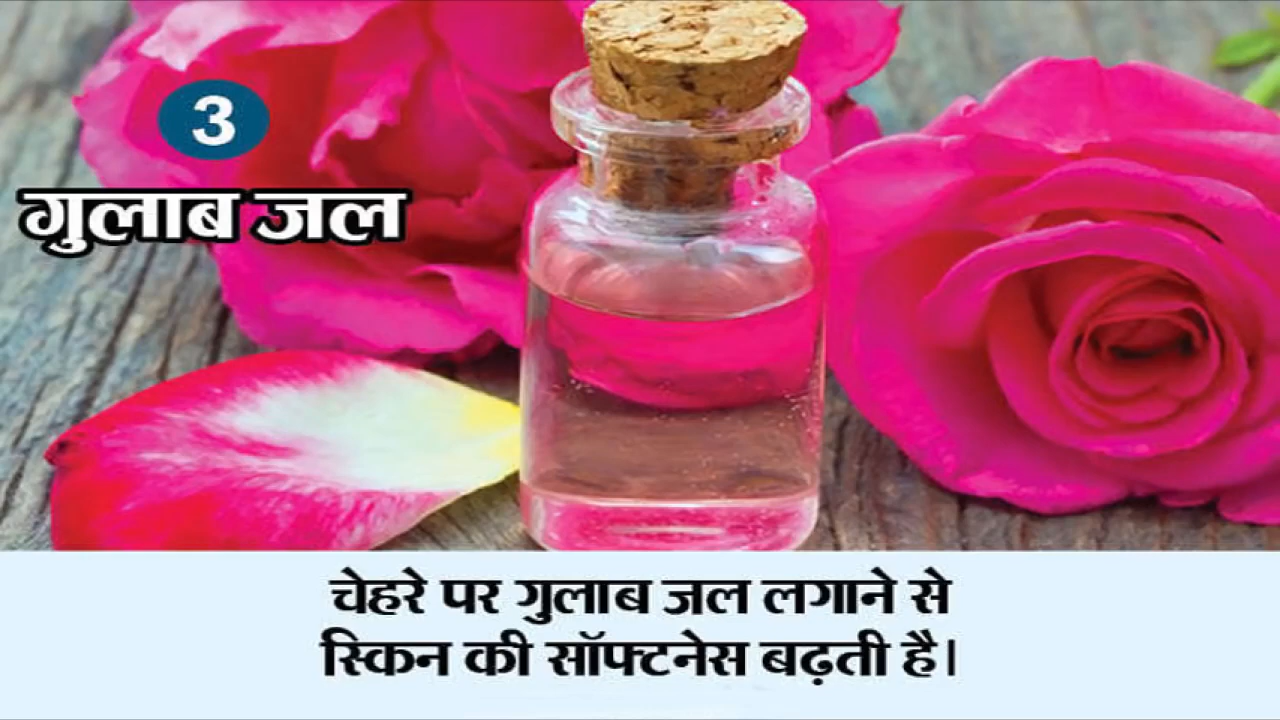 3
गुलाब जल
चेहरे पर गुलाब जल लगाने से
स्किन की सॉफ्टनेस बढ़ती है।